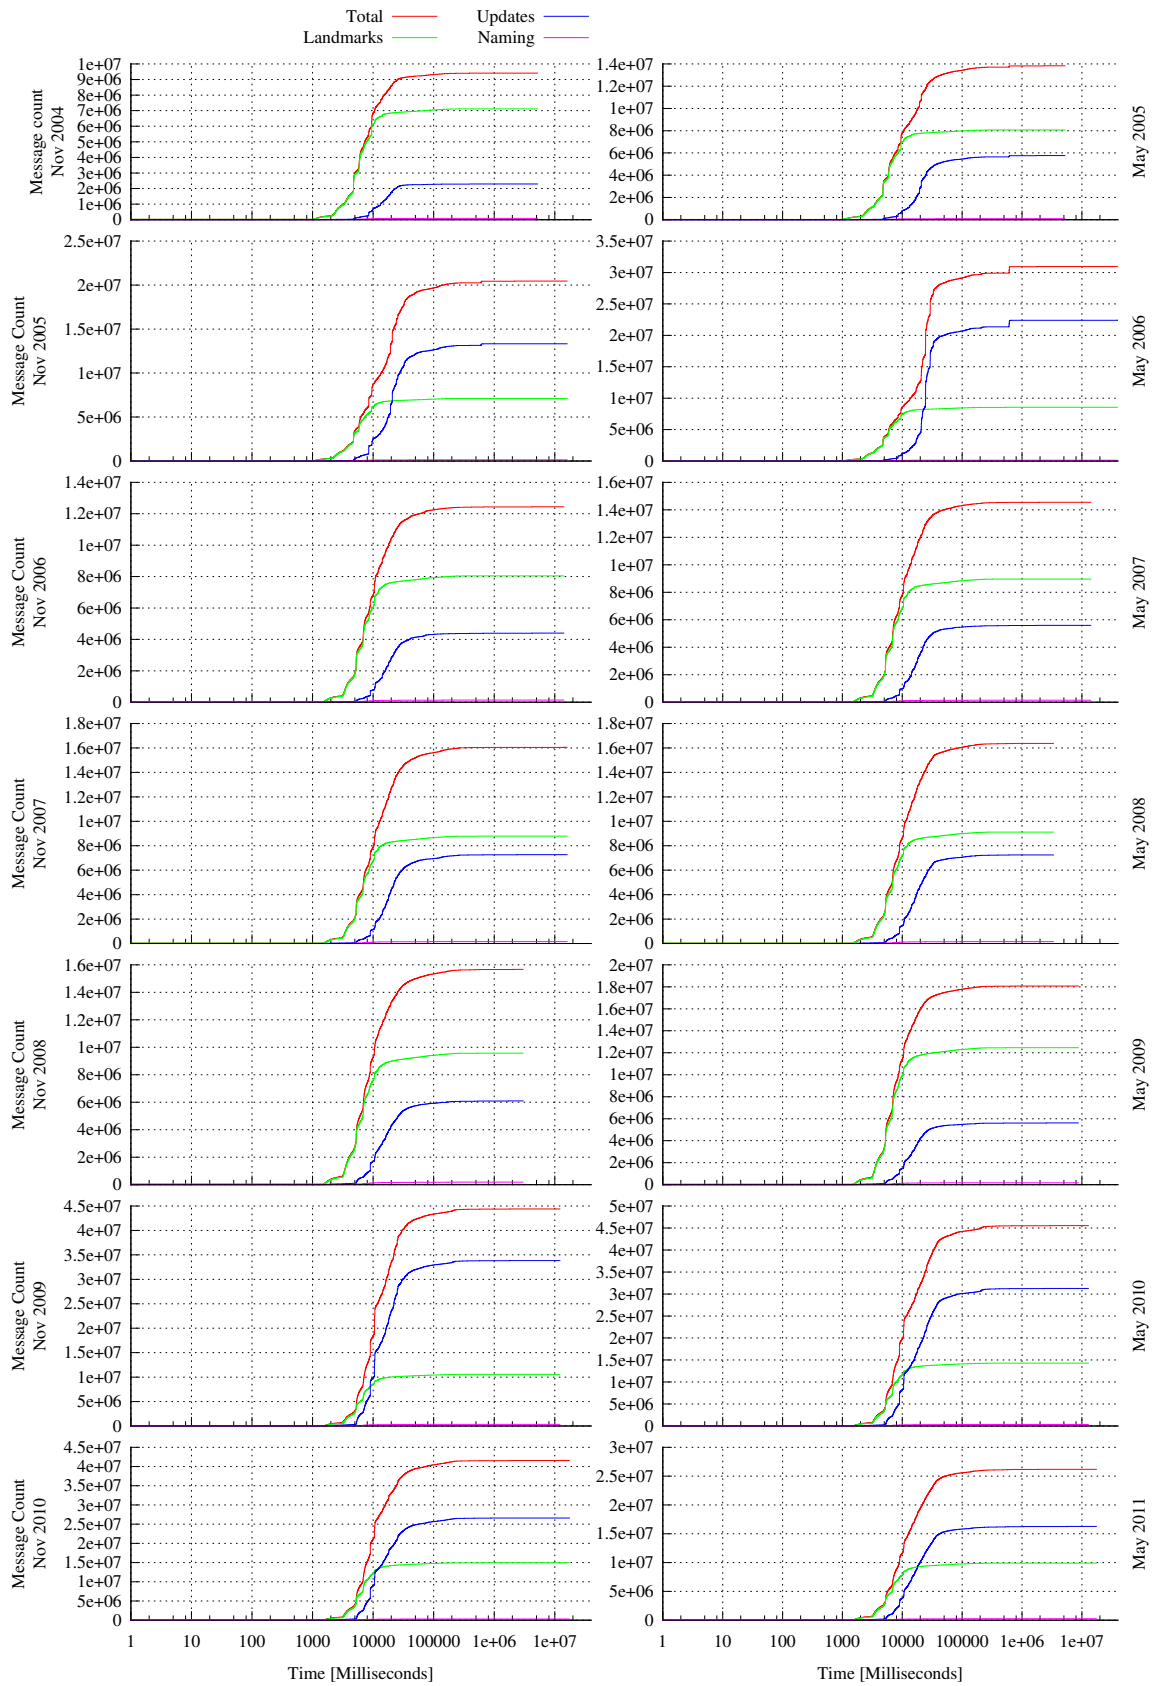 Total Updates
Landmarks Naming
Message count
Nov 2004
1e+07
9e+06
8e+06
7e+06
6e+06
5e+06
4e+06
3e+06
2e+06
1e+06
0
1.4e+07
1.2e+07
1e+07
8e+06
6e+06
4e+06
2e+06
0
May 2005
Message Count
Nov 2005
2.5e+07
2e+07
1.5e+07
1e+07
5e+06
0
3.5e+07
3e+07
2.5e+07
2e+07
1.5e+07
1e+07
5e+06
0
May 2006
Message Count
Nov 2006
1.4e+07
1.2e+07
1e+07
8e+06
6e+06
4e+06
2e+06
0
1.6e+07
1.4e+07
1.2e+07
1e+07
8e+06
6e+06
4e+06
2e+06
0
May 2007
Message Count
Nov 2007
1.8e+07
1.6e+07
1.4e+07
1.2e+07
1e+07
8e+06
6e+06
4e+06
2e+06
0
1.8e+07
1.6e+07
1.4e+07
1.2e+07
1e+07
8e+06
6e+06
4e+06
2e+06
0
May 2008
Message Count
Nov 2008
1.6e+07
1.4e+07
1.2e+07
1e+07
8e+06
6e+06
4e+06
2e+06
0
2e+07
1.8e+07
1.6e+07
1.4e+07
1.2e+07
1e+07
8e+06
6e+06
4e+06
2e+06
0
May 2009
Message Count
Nov 2009
4.5e+07
4e+07
3.5e+07
3e+07
2.5e+07
2e+07
1.5e+07
1e+07
5e+06
0
5e+07
4.5e+07
4e+07
3.5e+07
3e+07
2.5e+07
2e+07
1.5e+07
1e+07
5e+06
0
May 2010
Message Count
Nov 2010
4.5e+07
4e+07
3.5e+07
3e+07
2.5e+07
2e+07
1.5e+07
1e+07
5e+06
0
3e+07
2.5e+07
2e+07
1.5e+07
1e+07
5e+06
0
May 2011
1 10 100 1000 10000 100000 1e+06 1e+07
1 10 100 1000 10000 100000 1e+06 1e+07
Time [Milliseconds]
Time [Milliseconds]